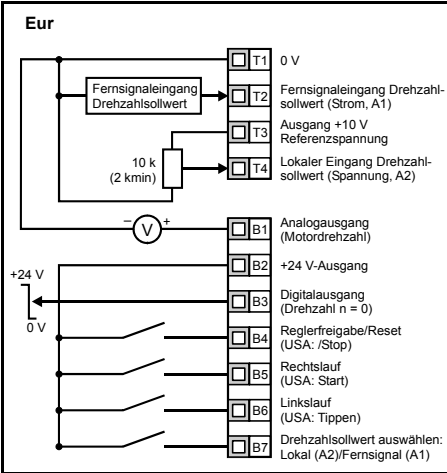 Eur
T1 0 V
Fernsignaleingang
Drehzahlsollwert
T2 Fernsignaleingang Drehzahl-
sollwert (Strom, A1)
T3 Ausgang +10 V
Referenzspannung
10 k
(2 kmin)
T4 Lokaler Eingang Drehzahl-
sollwert (Spannung, A2)
– V +
B1 Analogausgang
(Motordrehzahl)
B2 +24 V-Ausgang
+24 V
0 V
B3 Digitalausgang
(Drehzahl n = 0)
B4 Reglerfreigabe/Reset
(USA: /Stop)
B5 Rechtslauf
(USA: Start)
B6 Linkslauf
(USA: Tippen)
B7 Drehzahlsollwert auswählen:
Lokal (A2)/Fernsignal (A1)